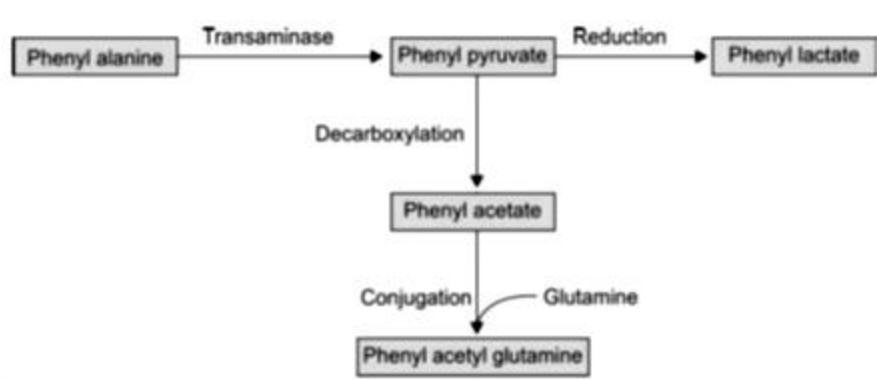 Transaminase
Reduction
Phenyl alanine
Phenyl pyruvate
Phenyl lactate
Decarboxylation
Phenyl acetate
Conjugation
Glutamine
Phenyl acetyl glutamine